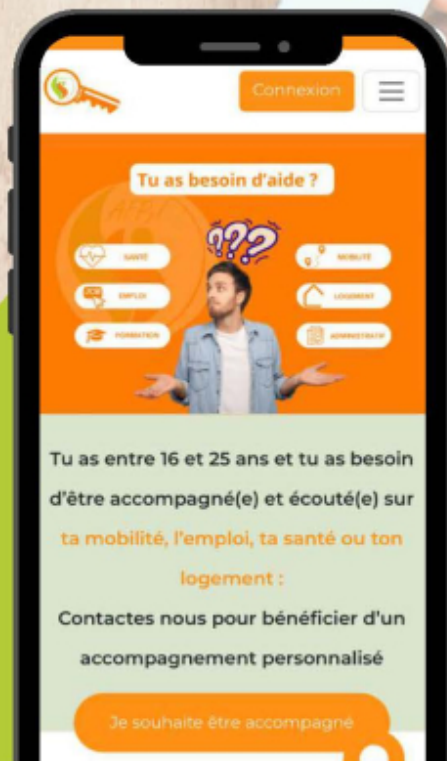 Connexion
Tu as besoin d'aide ?
???
SANTÉ
MOBILITÉ
JOB
EMPLOI
LOGEMENT
FORMATION
ADMINISTRATIF
Tu as entre 16 et 25 ans et tu as besoin
d'être accompagné(e) et écouté(e) sur
ta mobilité, l'emploi, ta santé ou ton
logement :
Contactes nous pour bénéficier d'un
accompagnement personnalisé
Je souhaite être accompagné